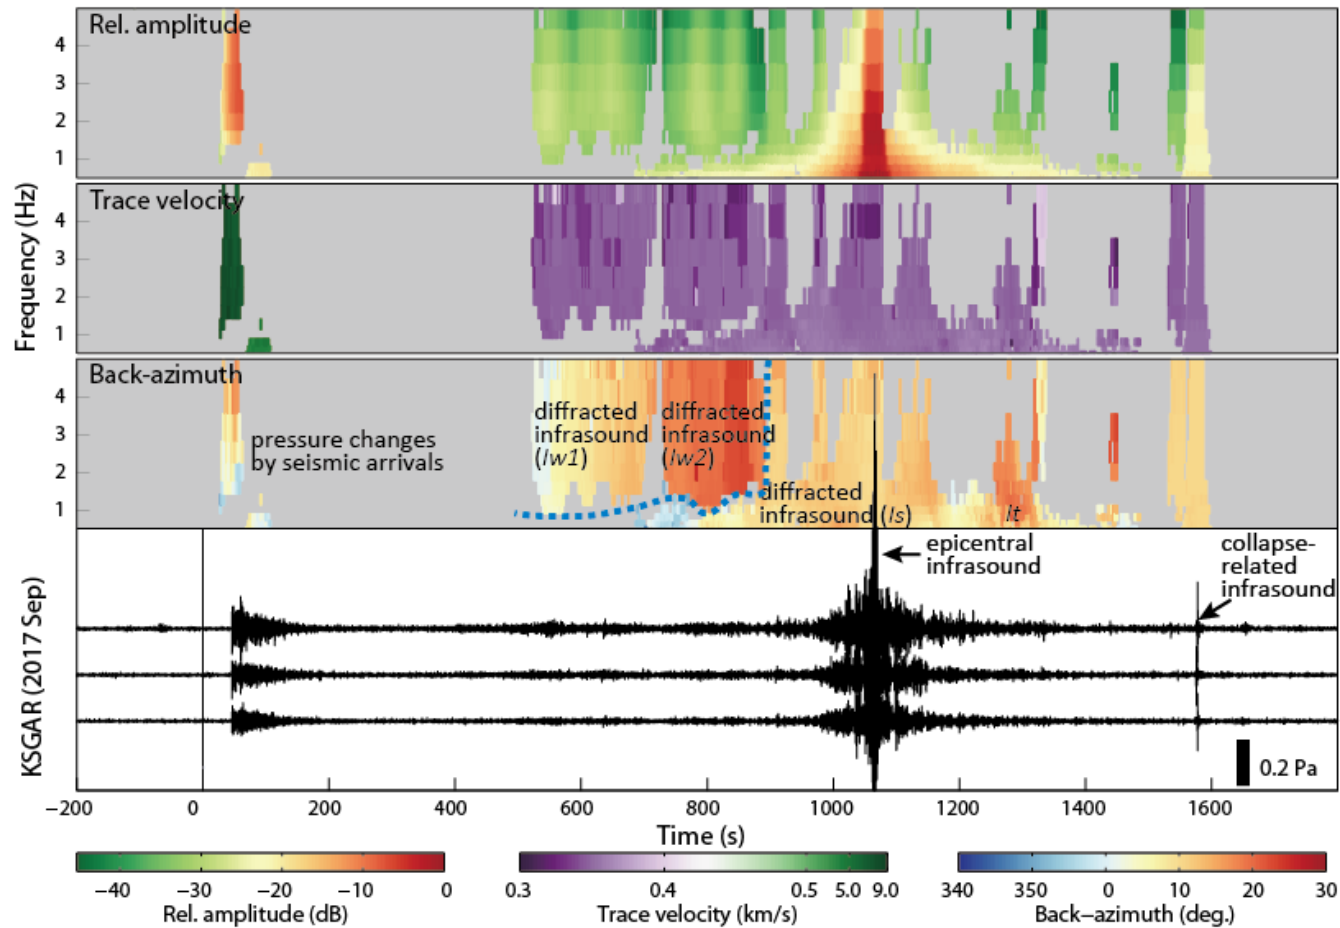 Rel. amplitude
4
3
2
1
Trace velocity
4
3
2
1
Frequency (Hz)
Back-azimuth
4
3
2
1
pressure changes
by seismic arrivals
diffracted
infrasound
(Iw1)
diffracted
infrasound
(Iw2)
diffracted
infrasound (Is)
It
epicentral
infrasound
collapse-
related
infrasound
KSGAR (2017 Sep)
0.2 Pa
−200 0 200 400 600 800 1000 1200 1400 1600
Time (s)
−40 −30 −20 −10 0
Rel. amplitude (dB)
0.3 0.4 0.5 5.0 9.0
Trace velocity (km/s)
340 350 0 10 20 30
Back−azimuth (deg.)